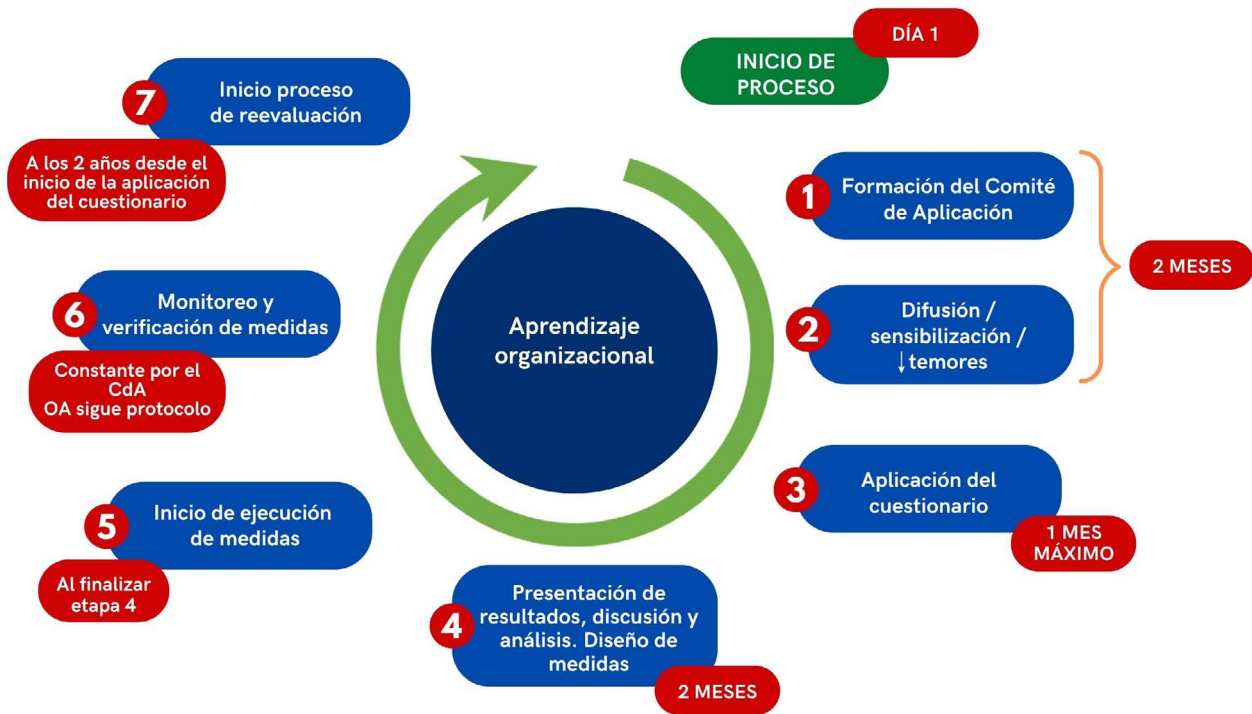 DÍA 1
INICIO DE
PROCESO
1
Formación del Comité
de Aplicación
2
Difusión /
sensibilización /
↓temores
2 MESES
3
Aplicación del
cuestionario
1 MES
MÁXIMO
4
Presentación de
resultados, discusión y
análisis. Diseño de
medidas
2 MESES
5
Inicio de ejecución
de medidas
Al finalizar
etapa 4
6
Monitoreo y
verificación de medidas
Constante por el
CdA
OA sigue protocolo
7
Inicio proceso
de reevaluación
A los 2 años desde el
inicio de la aplicación
del cuestionario
Aprendizaje
organizacional